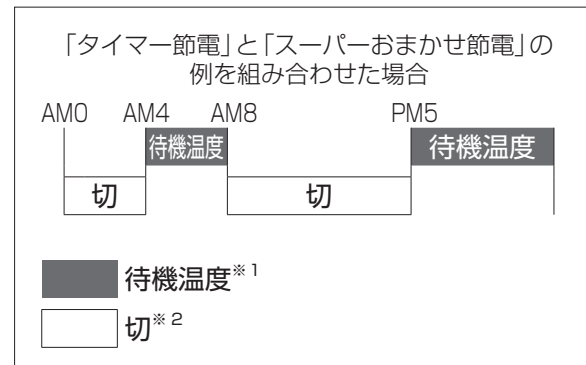 「タイマー節電」と「スーパーおまかせ節電」の
例を組み合わせた場合
AM0 AM4 AM8 PM5
待機温度 待機温度
切 切
待機温度※1
切※2